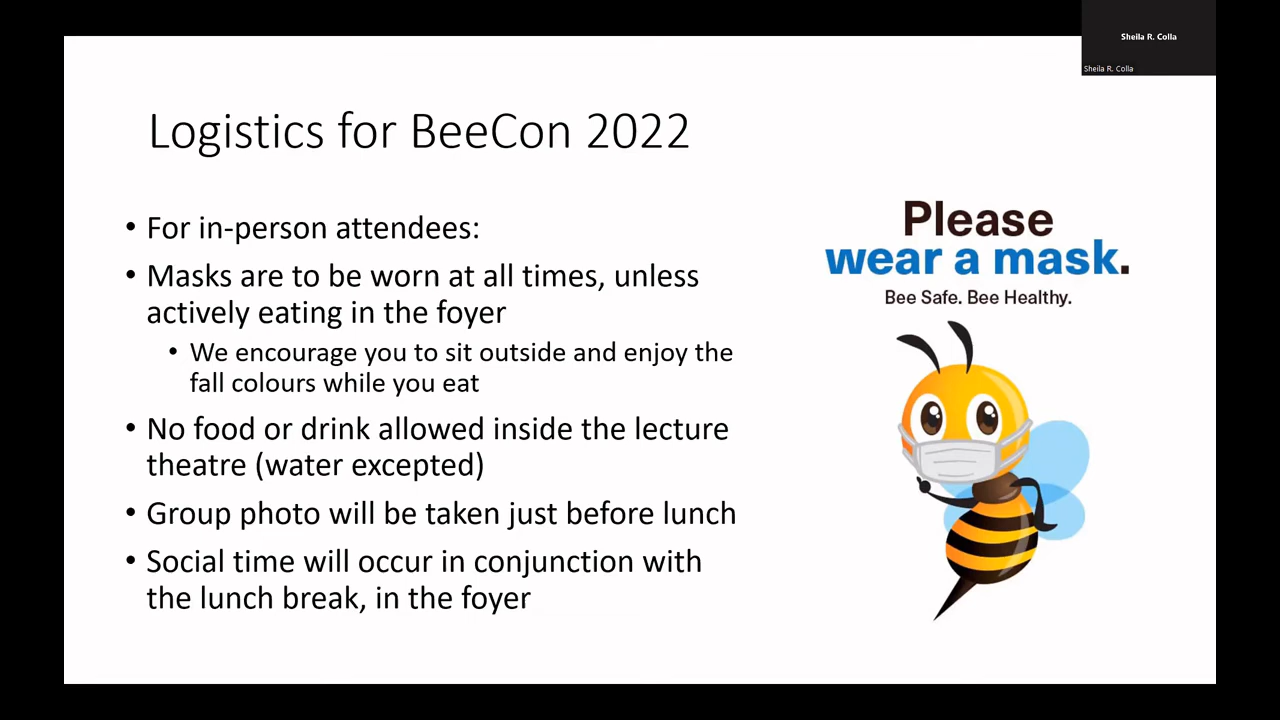 Sheila R. Colla
Sheila R. Colla
Logistics for BeeCon 2022
• For in-person attendees:
• Masks are to be worn at all times, unless
actively eating in the foyer
• We encourage you to sit outside and enjoy the
fall colours while you eat
• No food or drink allowed inside the lecture
theatre (water excepted)
• Group photo will be taken just before lunch
• Social time will occur in conjunction with
the lunch break, in the foyer
Please
wear a mask.
Bee Safe. Bee Healthy.